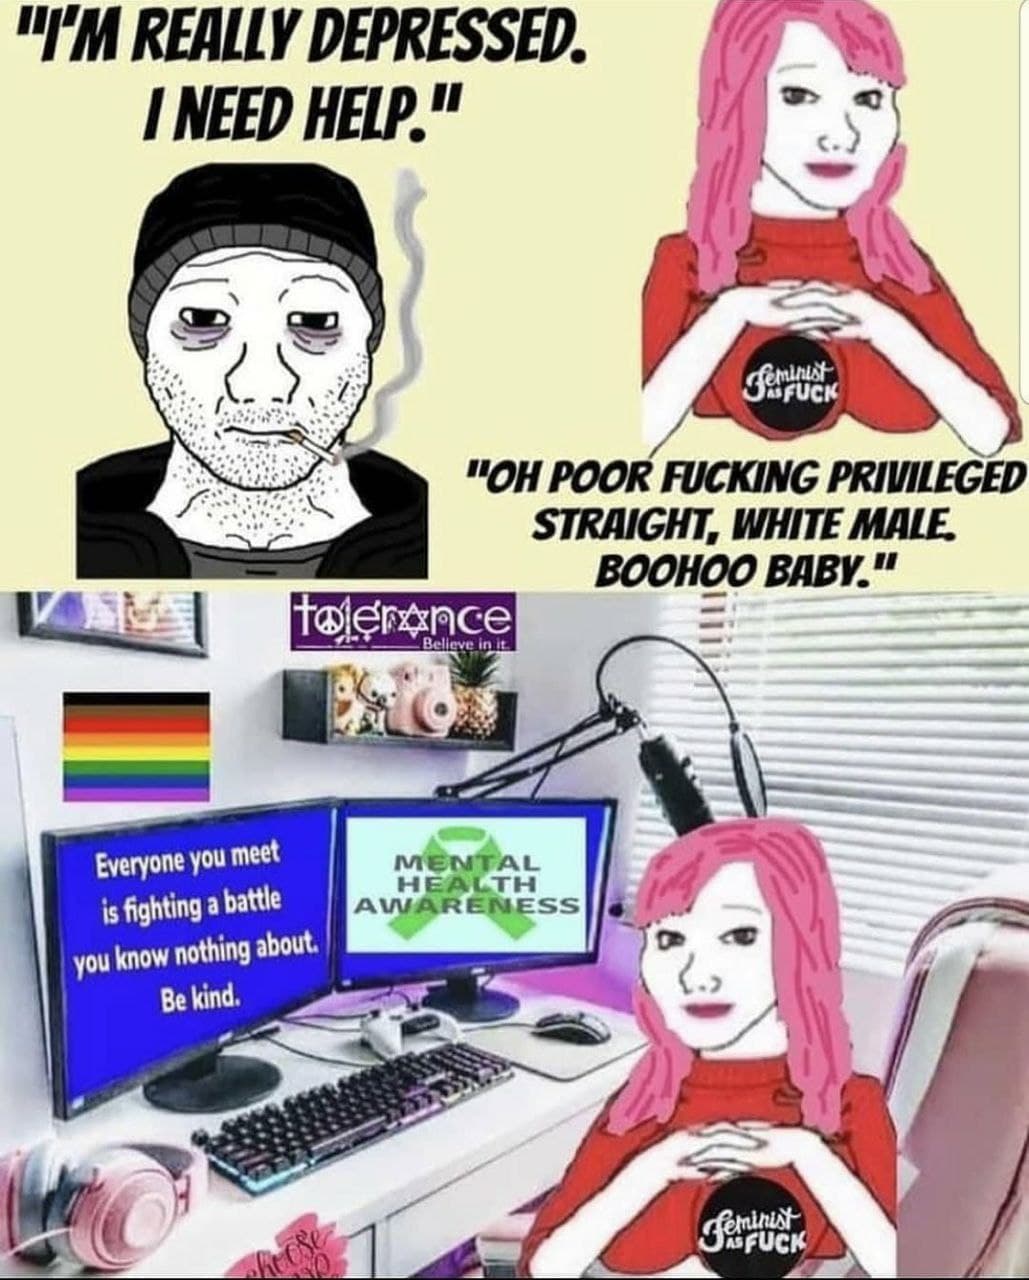 "I'M REALLY DEPRESSED.
I NEED HELP."
Feminist
AS FUCK
"OH POOR FUCKING PRIVILEGED
STRAIGHT, WHITE MALE.
BOOHOO BABY."
tolerance
Believe in it.
Everyone you meet
is fighting a battle
you know nothing about.
Be kind.
MENTAL
HEALTH
AWARENESS
Feminist
AS FUCK
choose